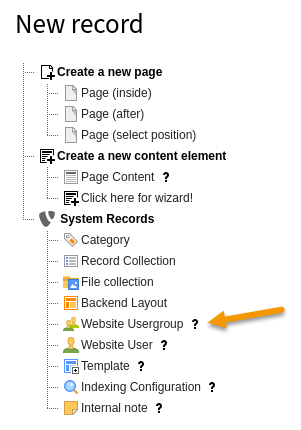 New record
Create a new page
Page (inside)
Page (after)
Page (select position)
Create a new content element
Page Content ?
Click here for wizard!
System Records
Category
Record Collection
File collection
Backend Layout
Website Usergroup ?
Website User ?
Template ?
Indexing Configuration ?
Internal note ?